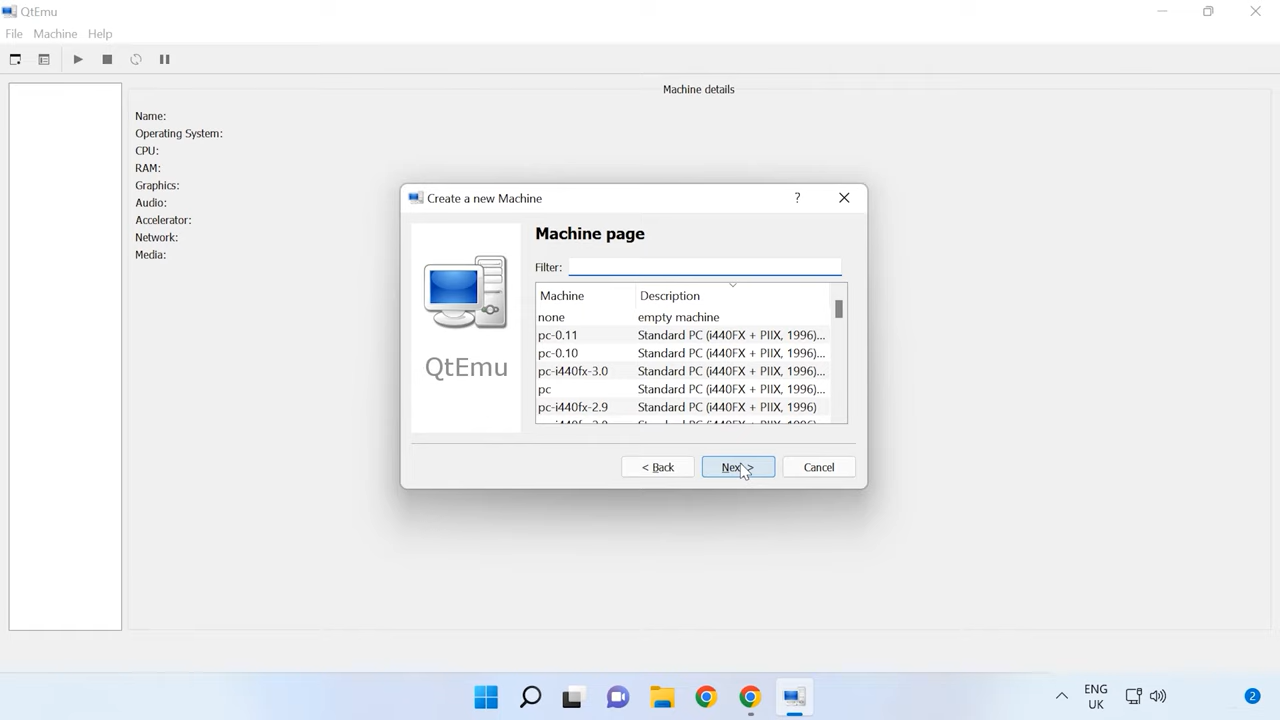 QtEmu
File Machine Help
Machine details
Name:
Operating System:
CPU:
RAM:
Graphics:
Audio:
Accelerator:
Network:
Media:
Create a new Machine
?
QtEmu
Machine page
Filter:
Machine Description
none empty machine
pc-0.11 Standard PC (i440FX + PIIX, 1996)...
pc-0.10 Standard PC (i440FX + PIIX, 1996)...
pc-i440fx-3.0 Standard PC (i440FX + PIIX, 1996)...
pc Standard PC (i440FX + PIIX, 1996)...
pc-i440fx-2.9 Standard PC (i440FX + PIIX, 1996)
< Back Next > Cancel
ENG
UK
2